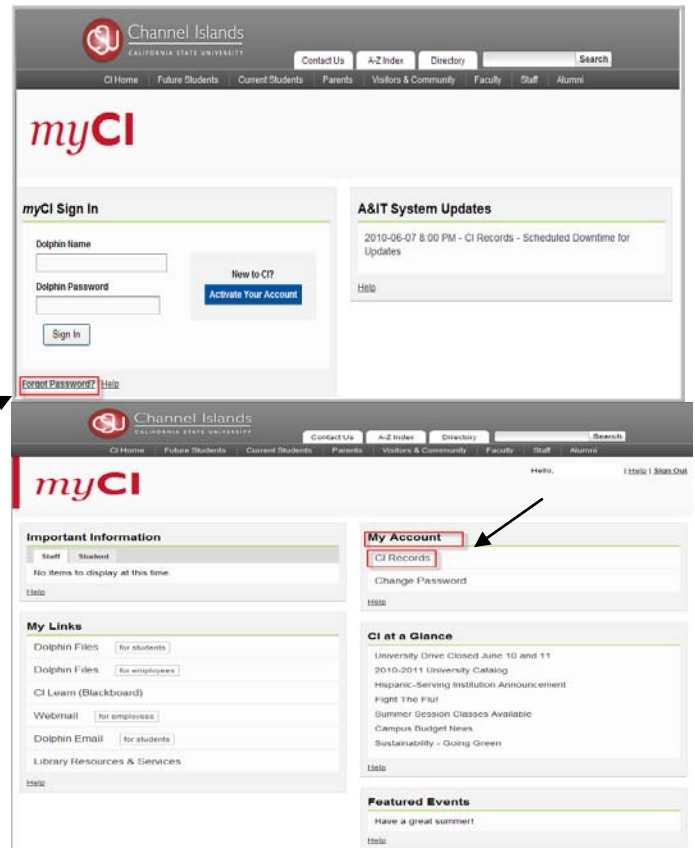 CSU
Channel Islands
CALIFORNIA STATE UNIVERSITY
Contact Us A-Z Index Directory Search
CI Home Future Students Current Students Parents Visitors & Community Faculty Staff Alumni
myCI
myCI Sign In
Dolphin Name
Dolphin Password
Sign In
New to CI?
Activate Your Account
Forgot Password? Help
A&IT System Updates
2010-06-07 8:00 PM - CI Records - Scheduled Downtime for
Updates
Help
CSU
Channel Islands
CALIFORNIA STATE UNIVERSITY
Contact Us A-Z Index Directory Search
CI Home Future Students Current Students Parents Visitors & Community Faculty Staff Alumni
myCI
Hello, | Help | Sign Out
Important Information
Staff Student
No items to display at this time.
Help
My Links
Dolphin Files for students
Dolphin Files for employees
CI Learn (Blackboard)
Webmail for employees
Dolphin Email for students
Library Resources & Services
Help
My Account
CI Records
Change Password
Help
CI at a Glance
University Drive Closed June 10 and 11
2010-2011 University Catalog
Hispanic-Serving Institution Announcement
Fight The Flu!
Summer Session Classes Available
Campus Budget News
Sustainability - Going Green
Help
Featured Events
Have a great summer!
Help